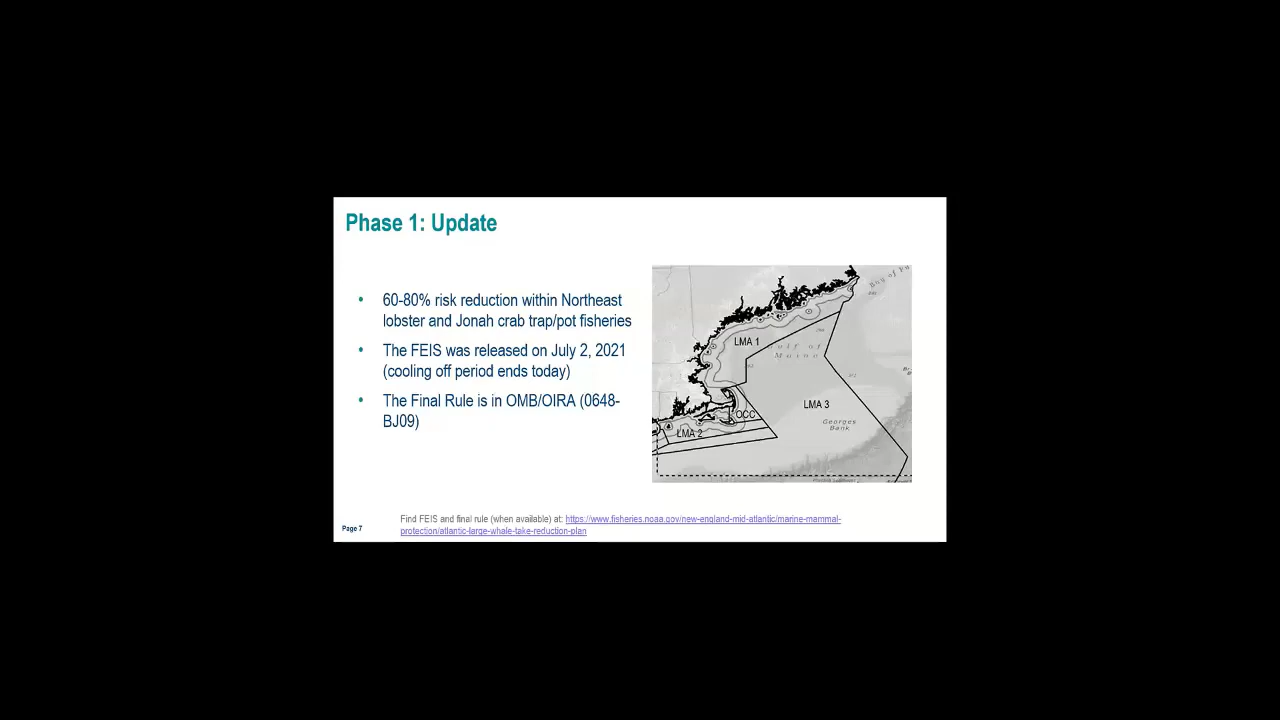 Phase 1: Update
• 60-80% risk reduction within Northeast
lobster and Jonah crab trap/pot fisheries
• The FEIS was released on July 2, 2021
(cooling off period ends today)
• The Final Rule is in OMB/OIRA (0648-
BJ09)
LMA 1
LMA 3
Georges
Bank
OCC
LMA 2
Find FEIS and final rule (when available) at: https://www.fisheries.noaa.gov/new-england-mid-atlantic/marine-mammal-
protection/atlantic-large-whale-take-reduction-plan
Page 7